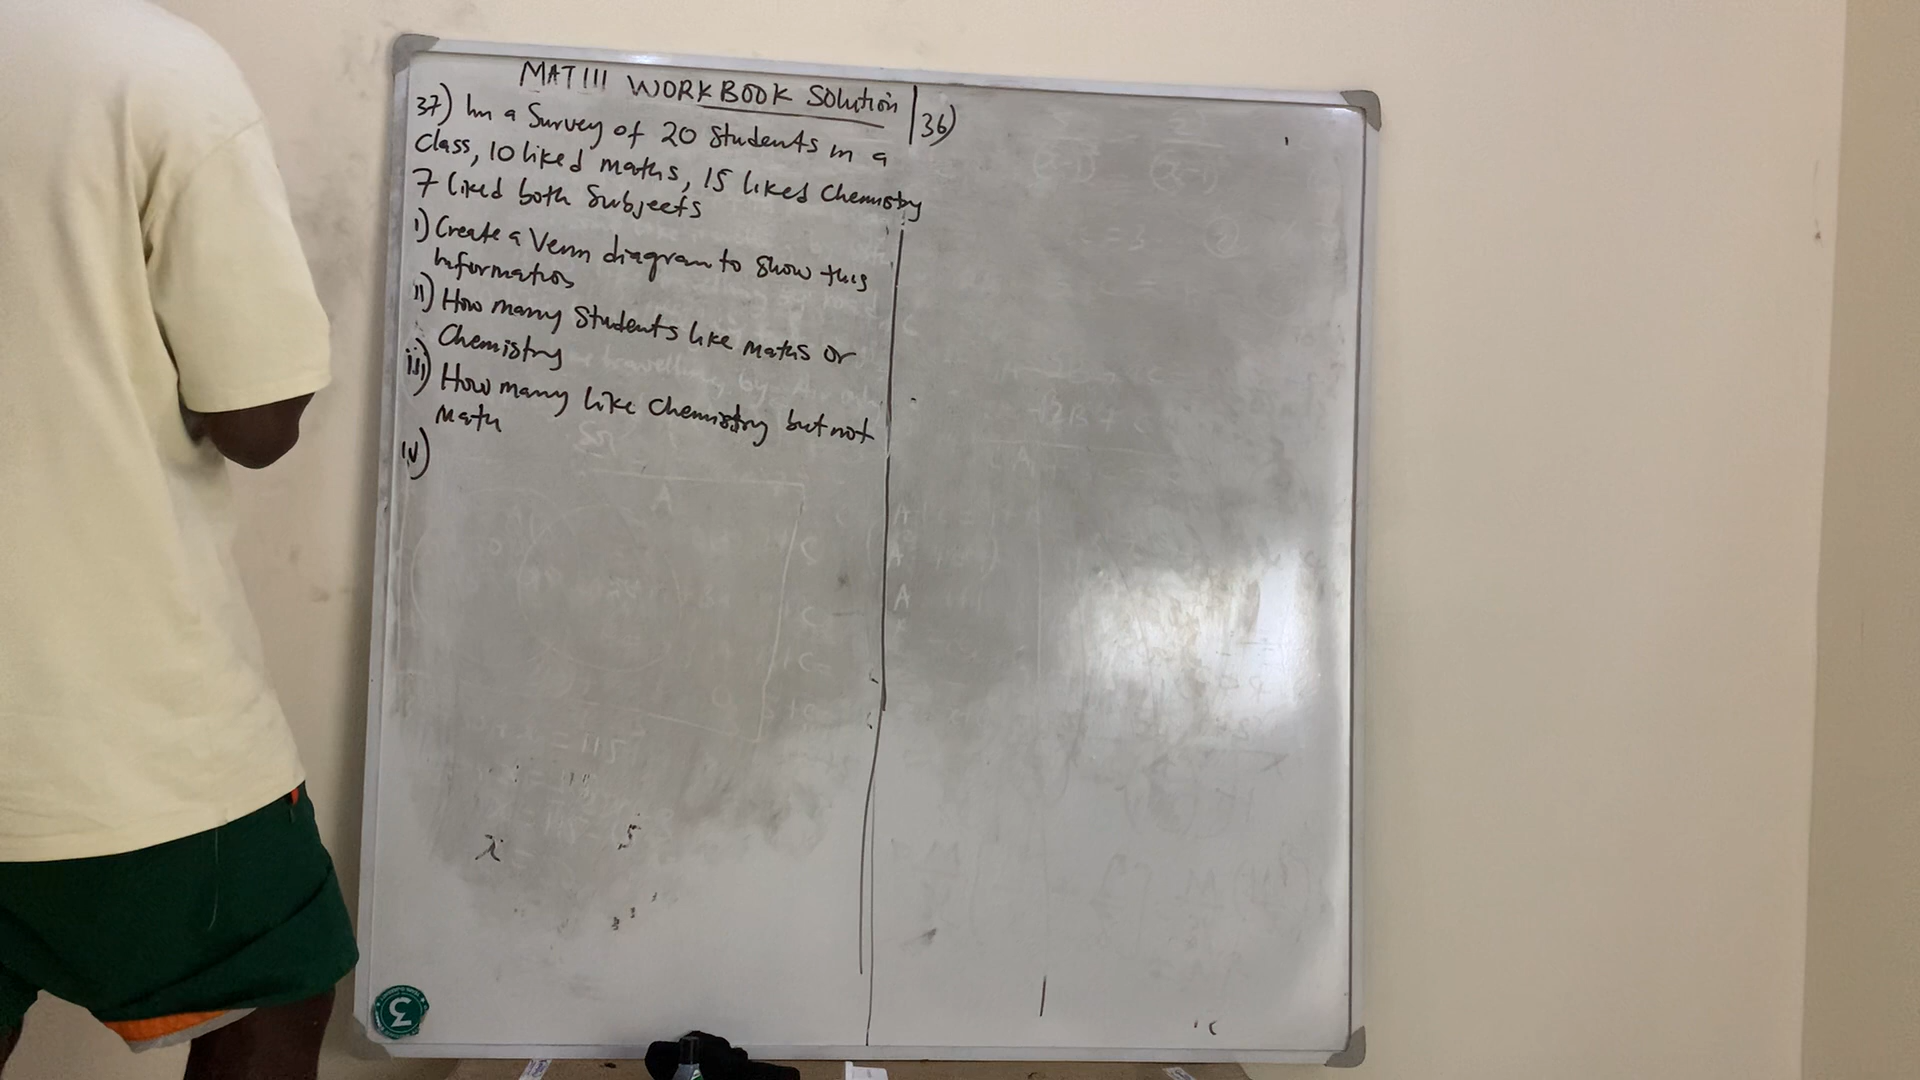 MAT111 WORKBOOK Solution
37) In a Survey of 20 Students in a
Class, 10 liked maths, 15 liked Chemistry
7 liked both Subjects
i) Create a Venn diagram to show this
Information
ii) How many Students like maths or
Chemistry
iii) How many like Chemistry but not
Math
iv)
36)